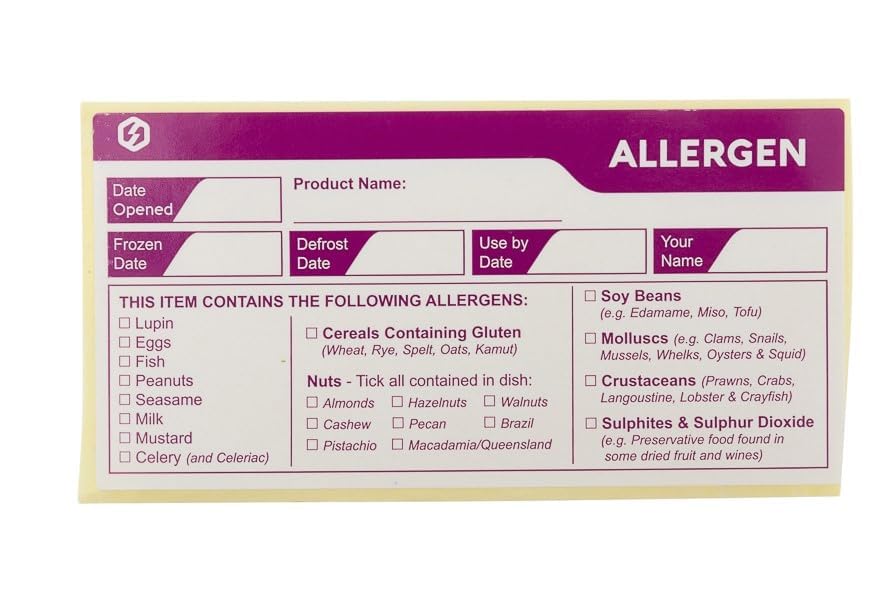 ALLERGEN
Date
Opened
Product Name:
Frozen
Date
Defrost
Date
Use by
Date
Your
Name
THIS ITEM CONTAINS THE FOLLOWING ALLERGENS:
Lupin
Eggs
Fish
Peanuts
Seasame
Milk
Mustard
Celery (and Celeriac)
Cereals Containing Gluten
(Wheat, Rye, Spelt, Oats, Kamut)
Nuts - Tick all contained in dish:
Almonds Hazelnuts Walnuts
Cashew Pecan Brazil
Pistachio Macadamia/Queensland
Soy Beans
(e.g. Edamame, Miso, Tofu)
Molluscs (e.g. Clams, Snails,
Mussels, Whelks, Oysters & Squid)
Crustaceans (Prawns, Crabs,
Langoustine, Lobster & Crayfish)
Sulphites & Sulphur Dioxide
(e.g. Preservative food found in
some dried fruit and wines)